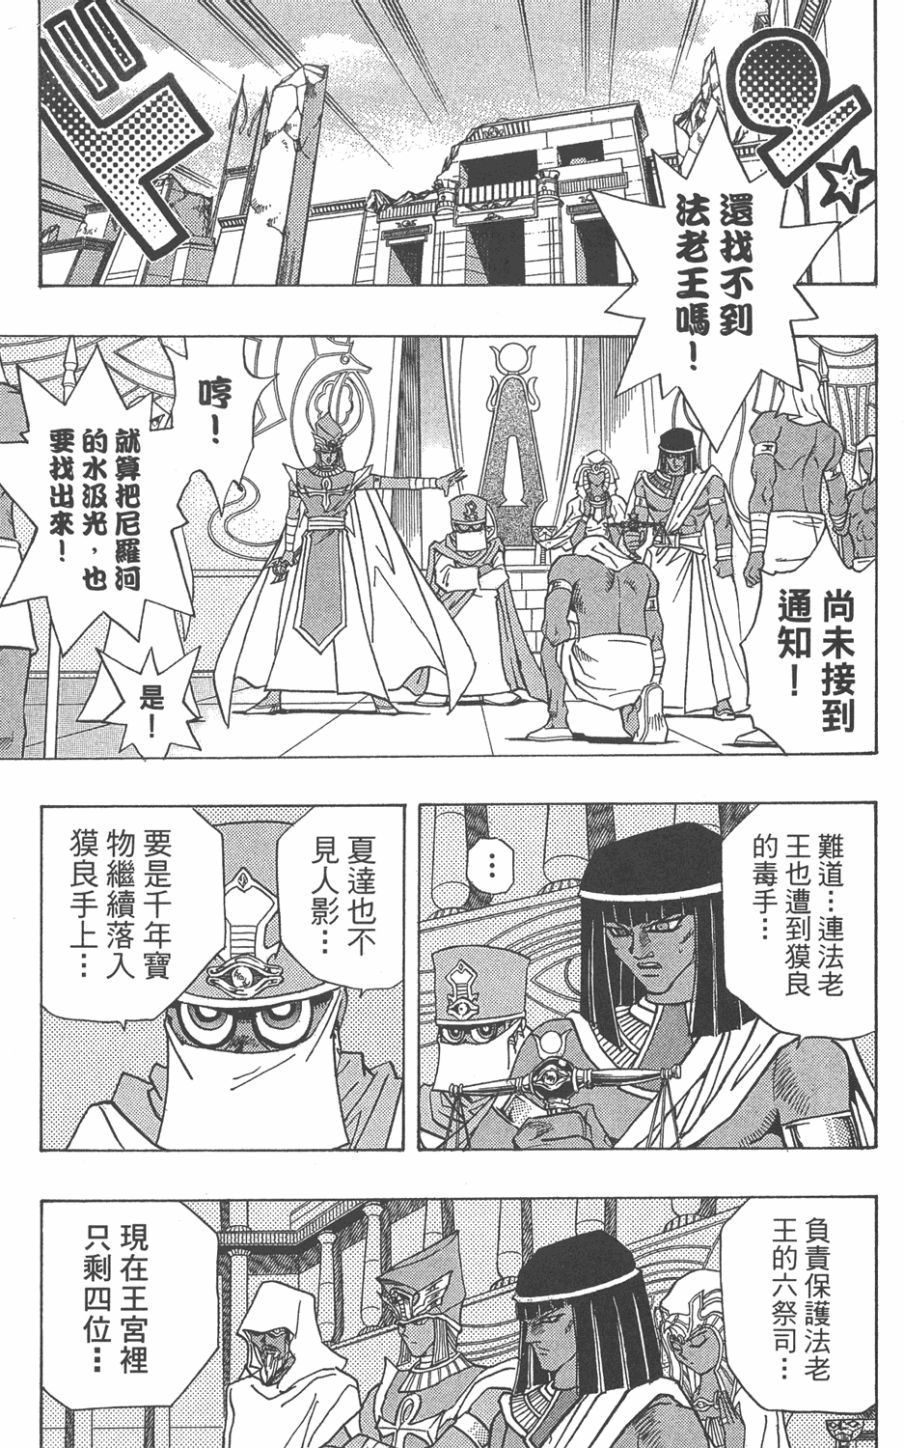 還找不到
法老王嗎！
尚未接到
通知！
哼！
就算把尼羅河
的水汲光，也
要找出來！
是！
難道…連法老
王也遭到獏良
的毒手…
…
夏達也不
見人影…
要是千年寶
物繼續落入
獏良手上…
負責保護法老
王的六祭司…
現在王宮裡
只剩四位…